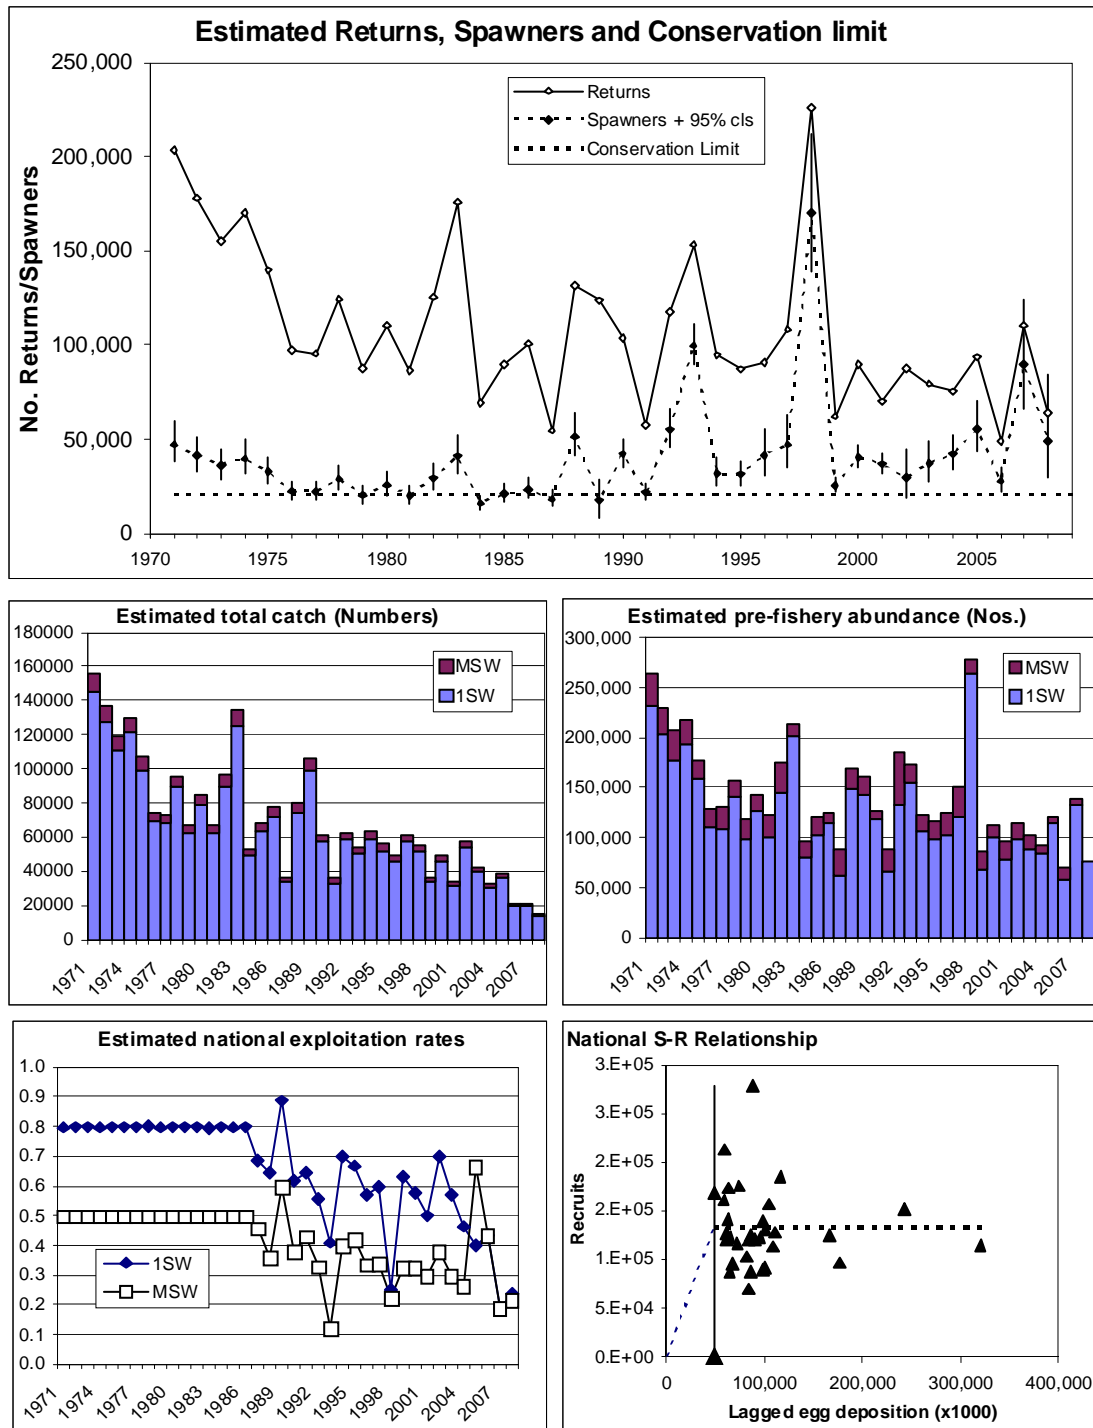 Estimated Returns, Spawners and Conservation limit
No. Returns/Spawners
250,000
200,000
150,000
100,000
50,000
0
Returns
Spawners + 95% cls
Conservation Limit
1970 1975 1980 1985 1990 1995 2000 2005
Estimated total catch (Numbers)
180000
160000
140000
120000
100000
80000
60000
40000
20000
0
MSW
1SW
1971 1974 1977 1980 1983 1986 1989 1992 1995 1998 2001 2004 2007
Estimated pre-fishery abundance (Nos.)
300,000
250,000
200,000
150,000
100,000
50,000
0
MSW
1SW
1971 1974 1977 1980 1983 1986 1989 1992 1995 1998 2001 2004 2007
Estimated national exploitation rates
1.0
0.9
0.8
0.7
0.6
0.5
0.4
0.3
0.2
0.1
0.0
1SW
MSW
1971 1974 1977 1980 1983 1986 1989 1992 1995 1998 2001 2004 2007
National S-R Relationship
Recruits
3.E+05
3.E+05
2.E+05
2.E+05
1.E+05
5.E+04
0.E+00
0 100,000 200,000 300,000 400,000
Lagged egg deposition (x1000)